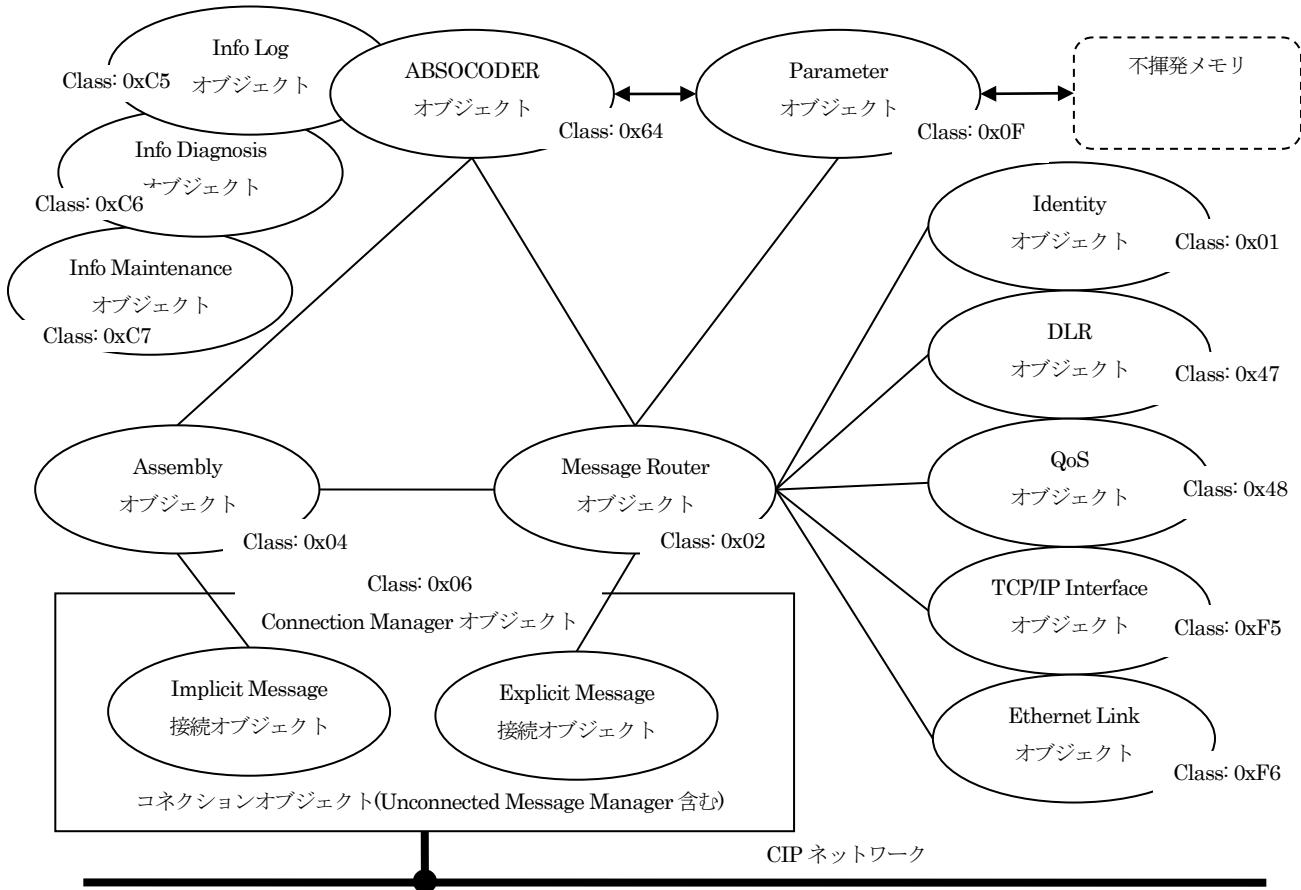 Info Log
オブジェクト
Class: 0xC5
ABSOCODER
オブジェクト
Class: 0x64
Parameter
オブジェクト
Class: 0x0F
不揮発メモリ
Info Diagnosis
オブジェクト
Class: 0xC6
Info Maintenance
オブジェクト
Class: 0xC7
Identity
オブジェクト
Class: 0x01
DLR
オブジェクト
Class: 0x47
QoS
オブジェクト
Class: 0x48
TCP/IP Interface
オブジェクト
Class: 0xF5
Ethernet Link
オブジェクト
Class: 0xF6
Assembly
オブジェクト
Class: 0x04
Message Router
オブジェクト
Class: 0x02
Class: 0x06
Connection Manager オブジェクト
Implicit Message
接続オブジェクト
Explicit Message
接続オブジェクト
コネクションオブジェクト(Unconnected Message Manager 含む)
CIP ネットワーク